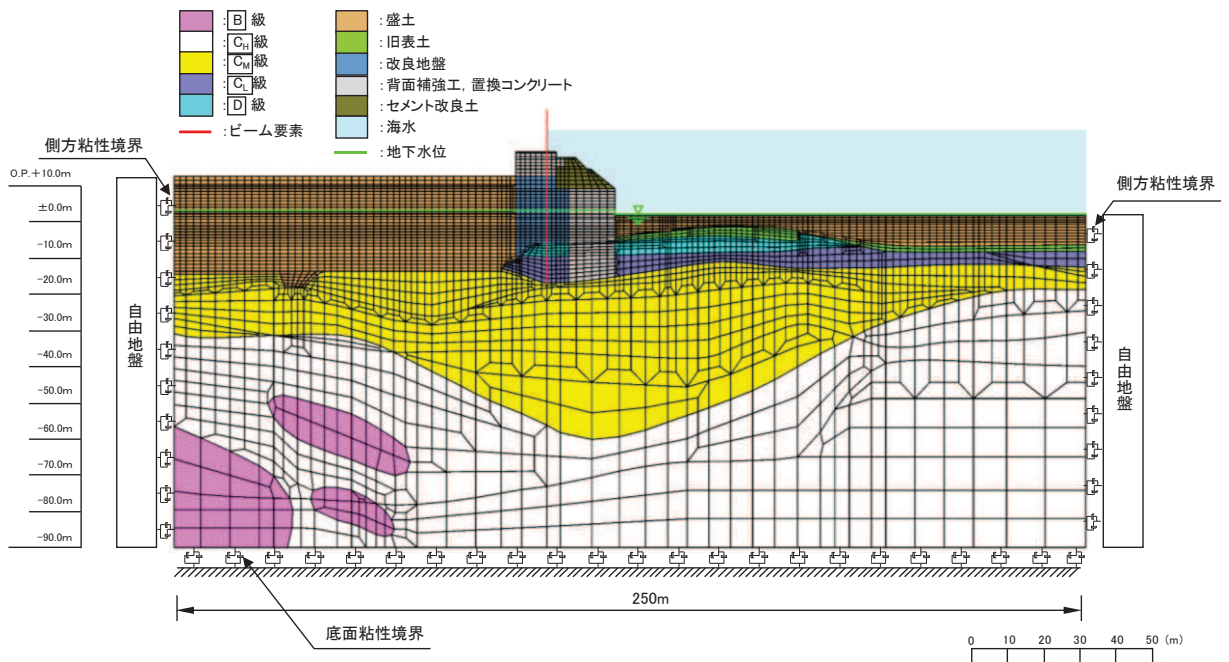 :B級
:CH級
:CM級
:CL級
:D級
:ビーム要素
:盛土
:旧表土
:改良地盤
:背面補強工, 置換コンクリート
:セメント改良土
:海水
:地下水位
側方粘性境界
側方粘性境界
O.P.+10.0m
±0.0m
-10.0m
-20.0m
-30.0m
-40.0m
-50.0m
-60.0m
-70.0m
-80.0m
-90.0m
自由地盤
自由地盤
250m
底面粘性境界
0 10 20 30 40 50 (m)